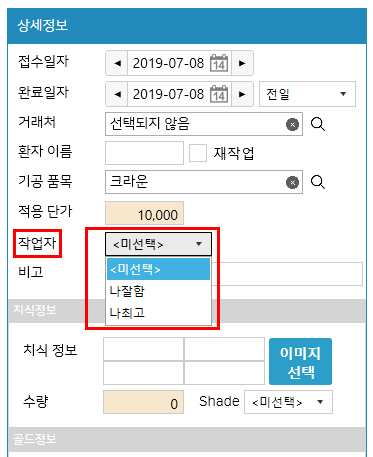 상세정보
접수일자 ◀ 2019-07-08 14 ▶
완료일자 ◀ 2019-07-08 14 ▶ 전일
거래처 선택되지 않음
환자 이름 재작업
기공 품목 크라운
적용 단가 10,000
작업자 <미선택>
<미선택>
비고
나잘함
나최고
치식정보
치식 정보 이미지
선택
수량 0 Shade <미선택>
골드정보